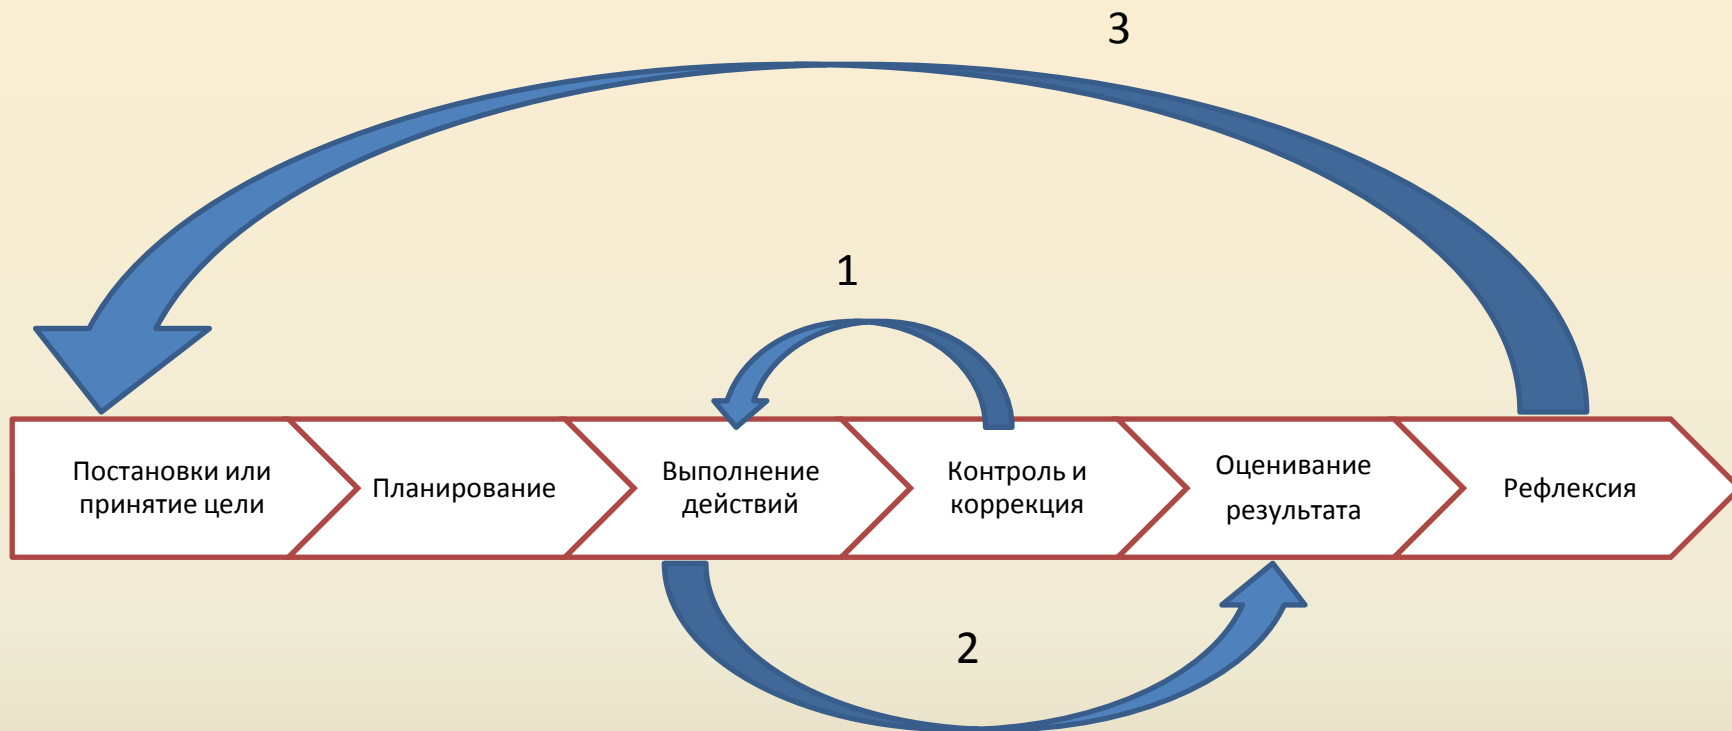 3
1
Постановки или
принятие цели
Планирование
Выполнение
действий
Контроль и
коррекция
Оценивание
результата
Рефлексия
2